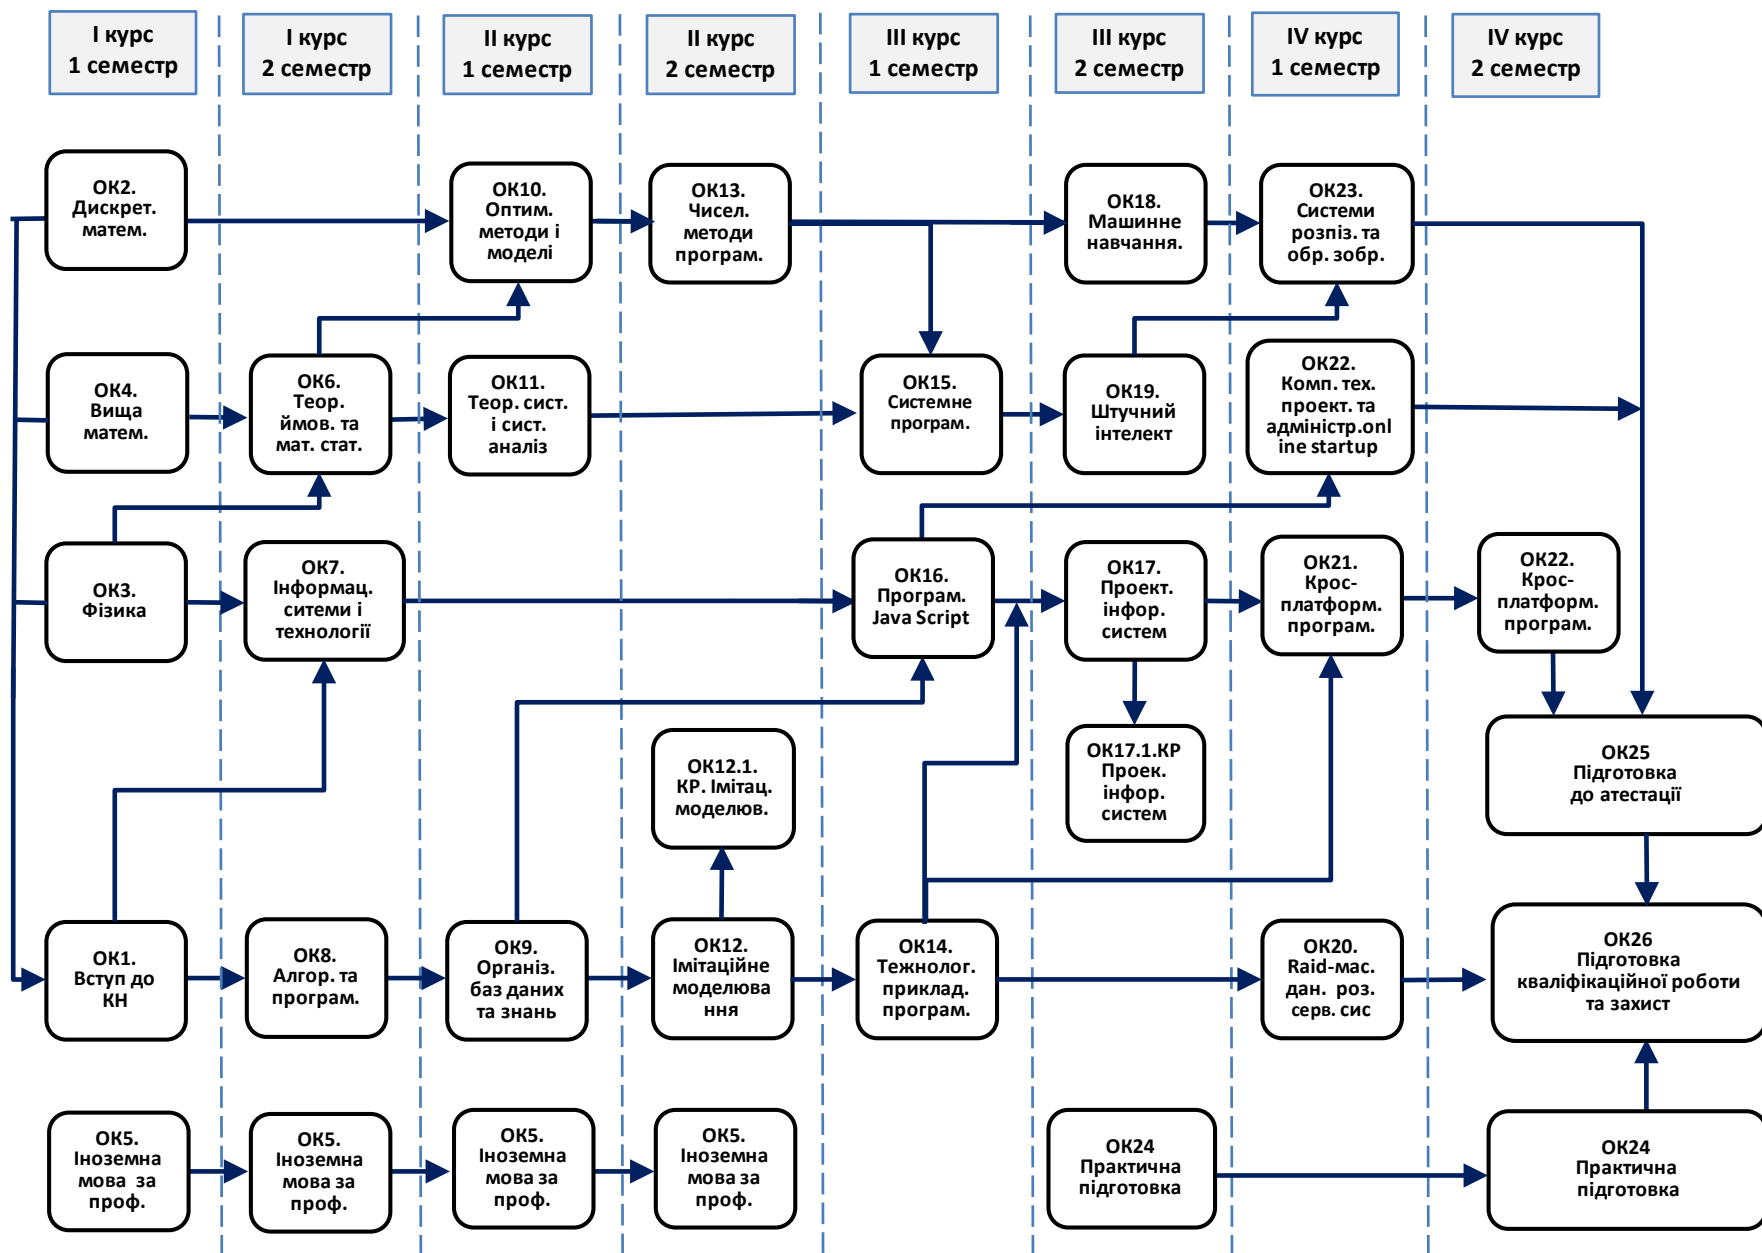 I курс
1 семестр
I курс
2 семестр
II курс
1 семестр
II курс
2 семестр
III курс
1 семестр
III курс
2 семестр
IV курс
1 семестр
IV курс
2 семестр
ОК2.
Дискрет.
матем.
ОК10.
Оптим.
методи і
моделі
ОК13.
Чисел.
методи
програм.
ОК18.
Машинне
навчання.
ОК23.
Системи
розпіз. та
обр. зобр.
ОК4.
Вища
матем.
ОК6.
Теор.
ймов. та
мат. стат.
ОК11.
Теор. сист.
і сист.
аналіз
ОК15.
Системне
програм.
ОК19.
Штучний
інтелект
ОК22.
Комп. тех.
проект. та
адміністр.onl
ine startup
ОК3.
Фізика
ОК7.
Інформац.
ситеми і
технології
ОК16.
Програм.
Java Script
ОК17.
Проект.
інфор.
систем
ОК21.
Крос-
платформ.
програм.
ОК22.
Крос-
платформ.
програм.
ОК12.1.
КР. Імітац.
моделюв.
ОК17.1.КР
Проек.
інфор.
систем
ОК25
Підготовка
до атестації
ОК1.
Вступ до
КН
ОК8.
Алгор. та
програм.
ОК9.
Організ.
баз даних
та знань
ОК12.
Імітаційне
моделюва
ння
ОК14.
Тежнолог.
приклад.
програм.
ОК20.
Raid-мас.
дан. роз.
серв. сис
ОК26
Підготовка
кваліфікаційної роботи
та захист
ОК5.
Іноземна
мова за
проф.
ОК5.
Іноземна
мова за
проф.
ОК5.
Іноземна
мова за
проф.
ОК5.
Іноземна
мова за
проф.
ОК24
Практична
підготовка
ОК24
Практична
підготовка